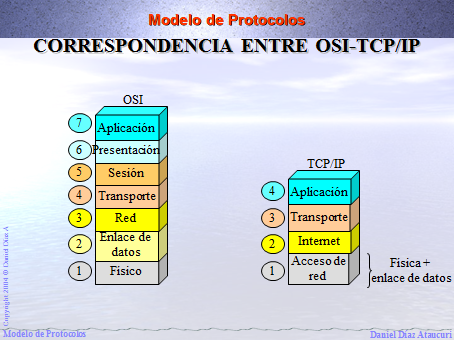 Modelo de Protocolos
CORRESPONDENCIA ENTRE OSI-TCP/IP
OSI
7 Aplicación
6 Presentación
5 Sesión
4 Transporte
3 Red
2 Enlace de
datos
1 Físico
TCP/IP
4 Aplicación
3 Transporte
2 Internet
1 Acceso de
red
Física +
enlace de datos
Copyright 2004 © Daniel Díaz A
Modelo de Protocolos
Daniel Díaz Ataucuri